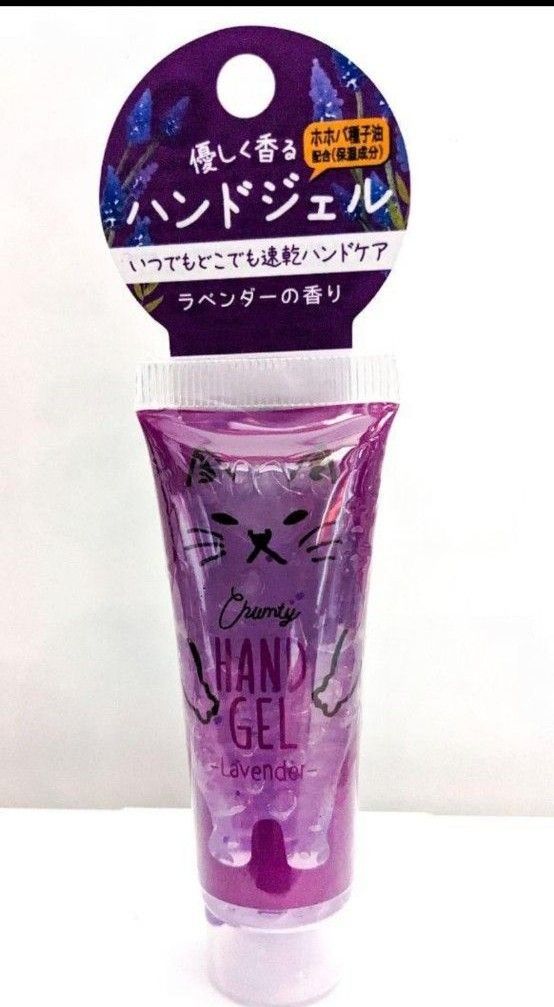 優しく香る
ホホバ種子油
配合(保湿成分)
ハンドジェル
いつでもどこでも速乾ハンドケア
ラベンダーの香り
HAND
GEL
-Lavender-